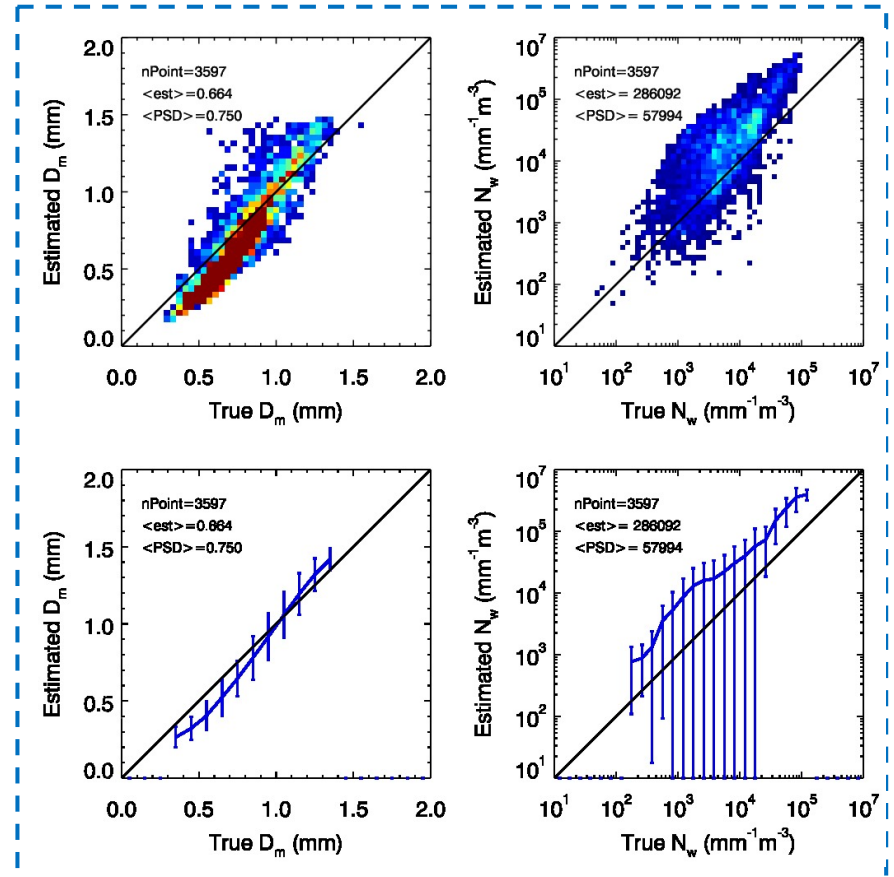 2.0
1.5
1.0
0.5
0.0
Estimated D_m (mm)
nPoint=3597
<est>=0.664
<PSD>=0.750
0.0 0.5 1.0 1.5 2.0
True D_m (mm)
10^7
10^6
10^5
10^4
10^3
10^2
10^1
Estimated N_w (mm^-1 m^-3)
nPoint=3597
<est>= 286092
<PSD>= 57994
10^1 10^2 10^3 10^4 10^5 10^6 10^7
True N_w (mm^-1 m^-3)
2.0
1.5
1.0
0.5
0.0
Estimated D_m (mm)
nPoint=3597
<est>=0.664
<PSD>=0.750
0.0 0.5 1.0 1.5 2.0
True D_m (mm)
10^7
10^6
10^5
10^4
10^3
10^2
10^1
Estimated N_w (mm^-1 m^-3)
nPoint=3597
<est>= 286092
<PSD>= 57994
10^1 10^2 10^3 10^4 10^5 10^6 10^7
True N_w (mm^-1 m^-3)